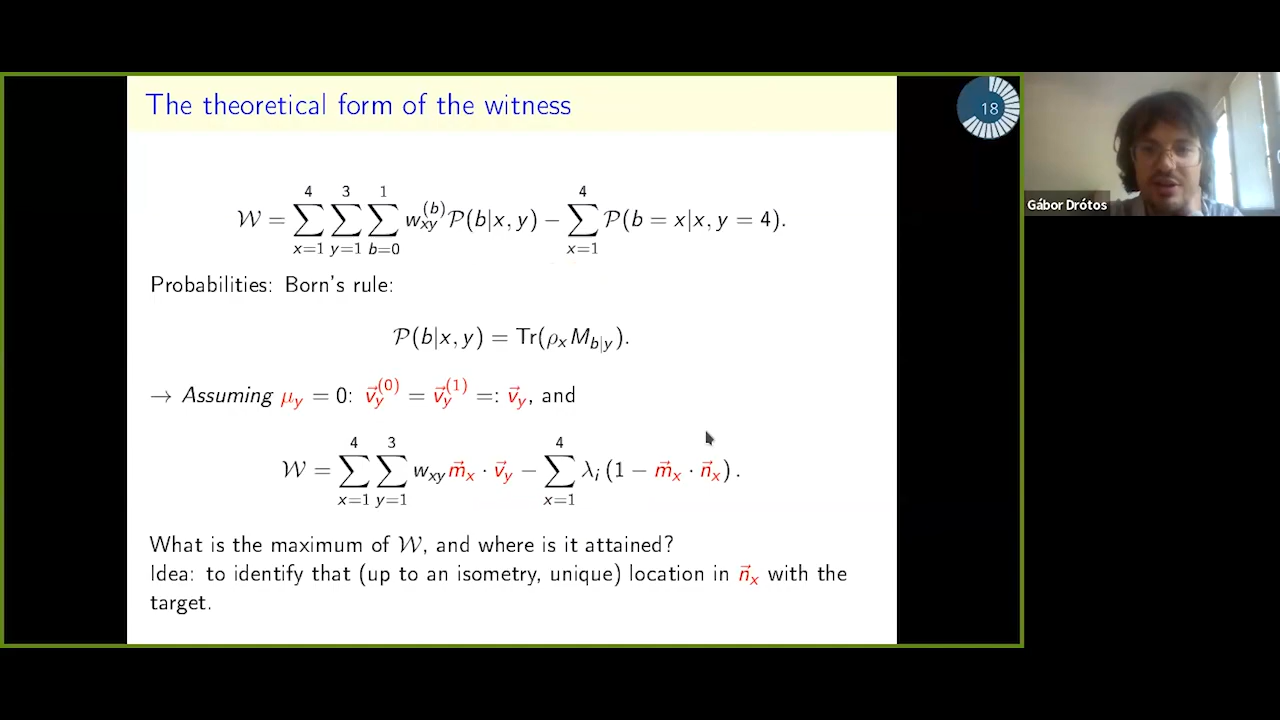 The theoretical form of the witness
18
W = ∑_{x=1}^{4} ∑_{y=1}^{3} ∑_{b=0}^{1} w_{xy}^{(b)} P(b|x, y) − ∑_{x=1}^{4} P(b = x|x, y = 4).
Probabilities: Born's rule:
P(b|x, y) = Tr(ρ_x M_{b|y}).
→ Assuming μ_y = 0: v⃗_y^{(0)} = v⃗_y^{(1)} =: v⃗_y, and
W = ∑_{x=1}^{4} ∑_{y=1}^{3} w_{xy} m⃗_x · v⃗_y − ∑_{x=1}^{4} λ_i (1 − m⃗_x · n⃗_x).
What is the maximum of W, and where is it attained?
Idea: to identify that (up to an isometry, unique) location in n⃗_x with the
target.
Gábor Drótos